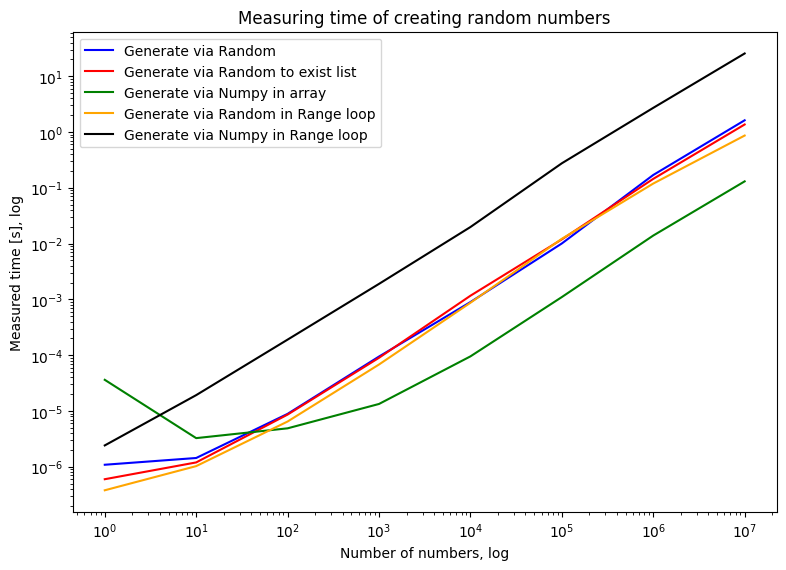 Measuring time of creating random numbers
Generate via Random
Generate via Random to exist list
Generate via Numpy in array
Generate via Random in Range loop
Generate via Numpy in Range loop
Measured time [s], log
10¹
10⁰
10⁻¹
10⁻²
10⁻³
10⁻⁴
10⁻⁵
10⁻⁶
10⁰ 10¹ 10² 10³ 10⁴ 10⁵ 10⁶ 10⁷
Number of numbers, log